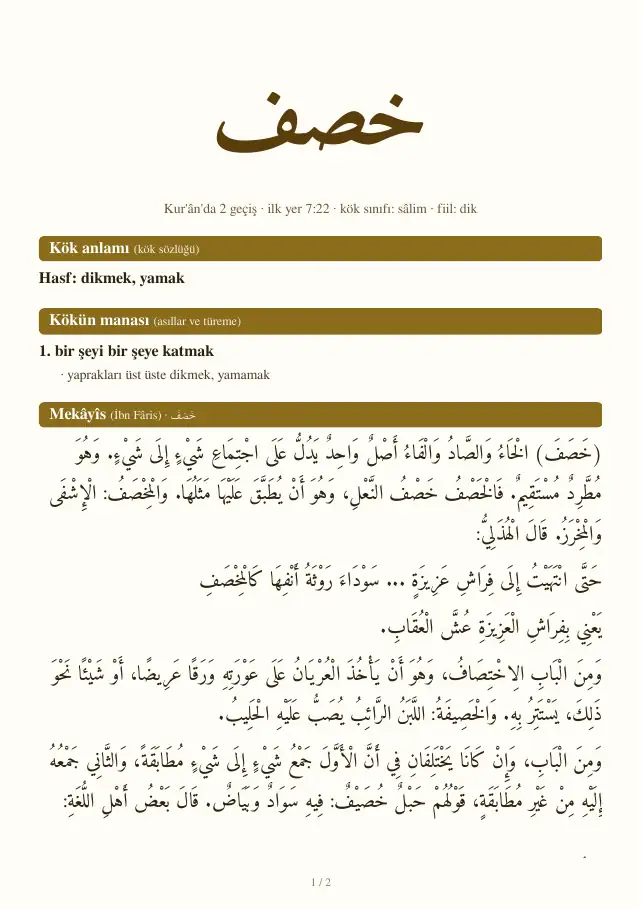 خصف
Kur'ân'da 2 geçiş · ilk yer 7:22 · kök sınıfı: sâlim · fiil: dik
Kök anlamı (kök sözlüğü)
Hasf: dikmek, yamak
Kökün manası (asıllar ve türeme)
1. bir şeyi bir şeye katmak
· yaprakları üst üste dikmek, yamamak
Mekâyîs (İbn Fâris) · خَصَفَ
(خَصَفَ) الْخَاءُ وَالصَّادُ وَالْفَاءُ أَصْلٌ وَاحِدٌ يَدُلُّ عَلَى اجْتِمَاعِ شَيْءٍ إِلَى شَيْءٍ. وَهُوَ
مُطَّرِدٌ مُسْتَقِيمٌ. فَالْخَصْفُ خَصْفُ النَّعْلِ، وَهُوَ أَنْ يُطَبَّقَ عَلَيْهَا مَثَلُهَا. وَالْمِخْصَفُ: الْإِشْفَى
وَالْمِخْرَزُ. قَالَ الْهُذَلِيُّ:
حَتَّى انْتَهَيْتُ إِلَى فِرَاشِ عَزِيزَةٍ ... سَوْدَاءَ رَوْثَةُ أَنْفِهَا كَالْمِخْصَفِ
يَعْنِي بِفِرَاشِ الْعَزِيزَةِ عُشَّ الْعُقَابِ.
وَمِنَ الْبَابِ الِاخْتِصَافُ، وَهُوَ أَنْ يَأْخُذَ الْعُرْيَانُ عَلَى عَوْرَتِهِ وَرَقًا عَرِيضًا، أَوْ شَيْئًا نَحْوَ
ذَلِكَ، يَسْتَتِرُ بِهِ. وَالْخَصِيفَةُ: اللَّبَنُ الرَّائِبُ يُصَبُّ عَلَيْهِ الْحَلِيبُ.
وَمِنَ الْبَابِ، وَإِنْ كَانَا يَخْتَلِفَانِ فِي أَنَّ الْأَوَّلَ جَمْعُ شَيْءٍ إِلَى شَيْءٍ مُطَابَقَةً، وَالثَّانِي جَمْعُهُ
إِلَيْهِ مِنْ غَيْرِ مُطَابَقَةٍ، قَوْلُهُمْ حَبْلٌ خُصَيْفٌ: فِيهِ سَوَادٌ وَبَيَاضٌ. قَالَ بَعْضُ أَهْلِ اللُّغَةِ:
1 / 2